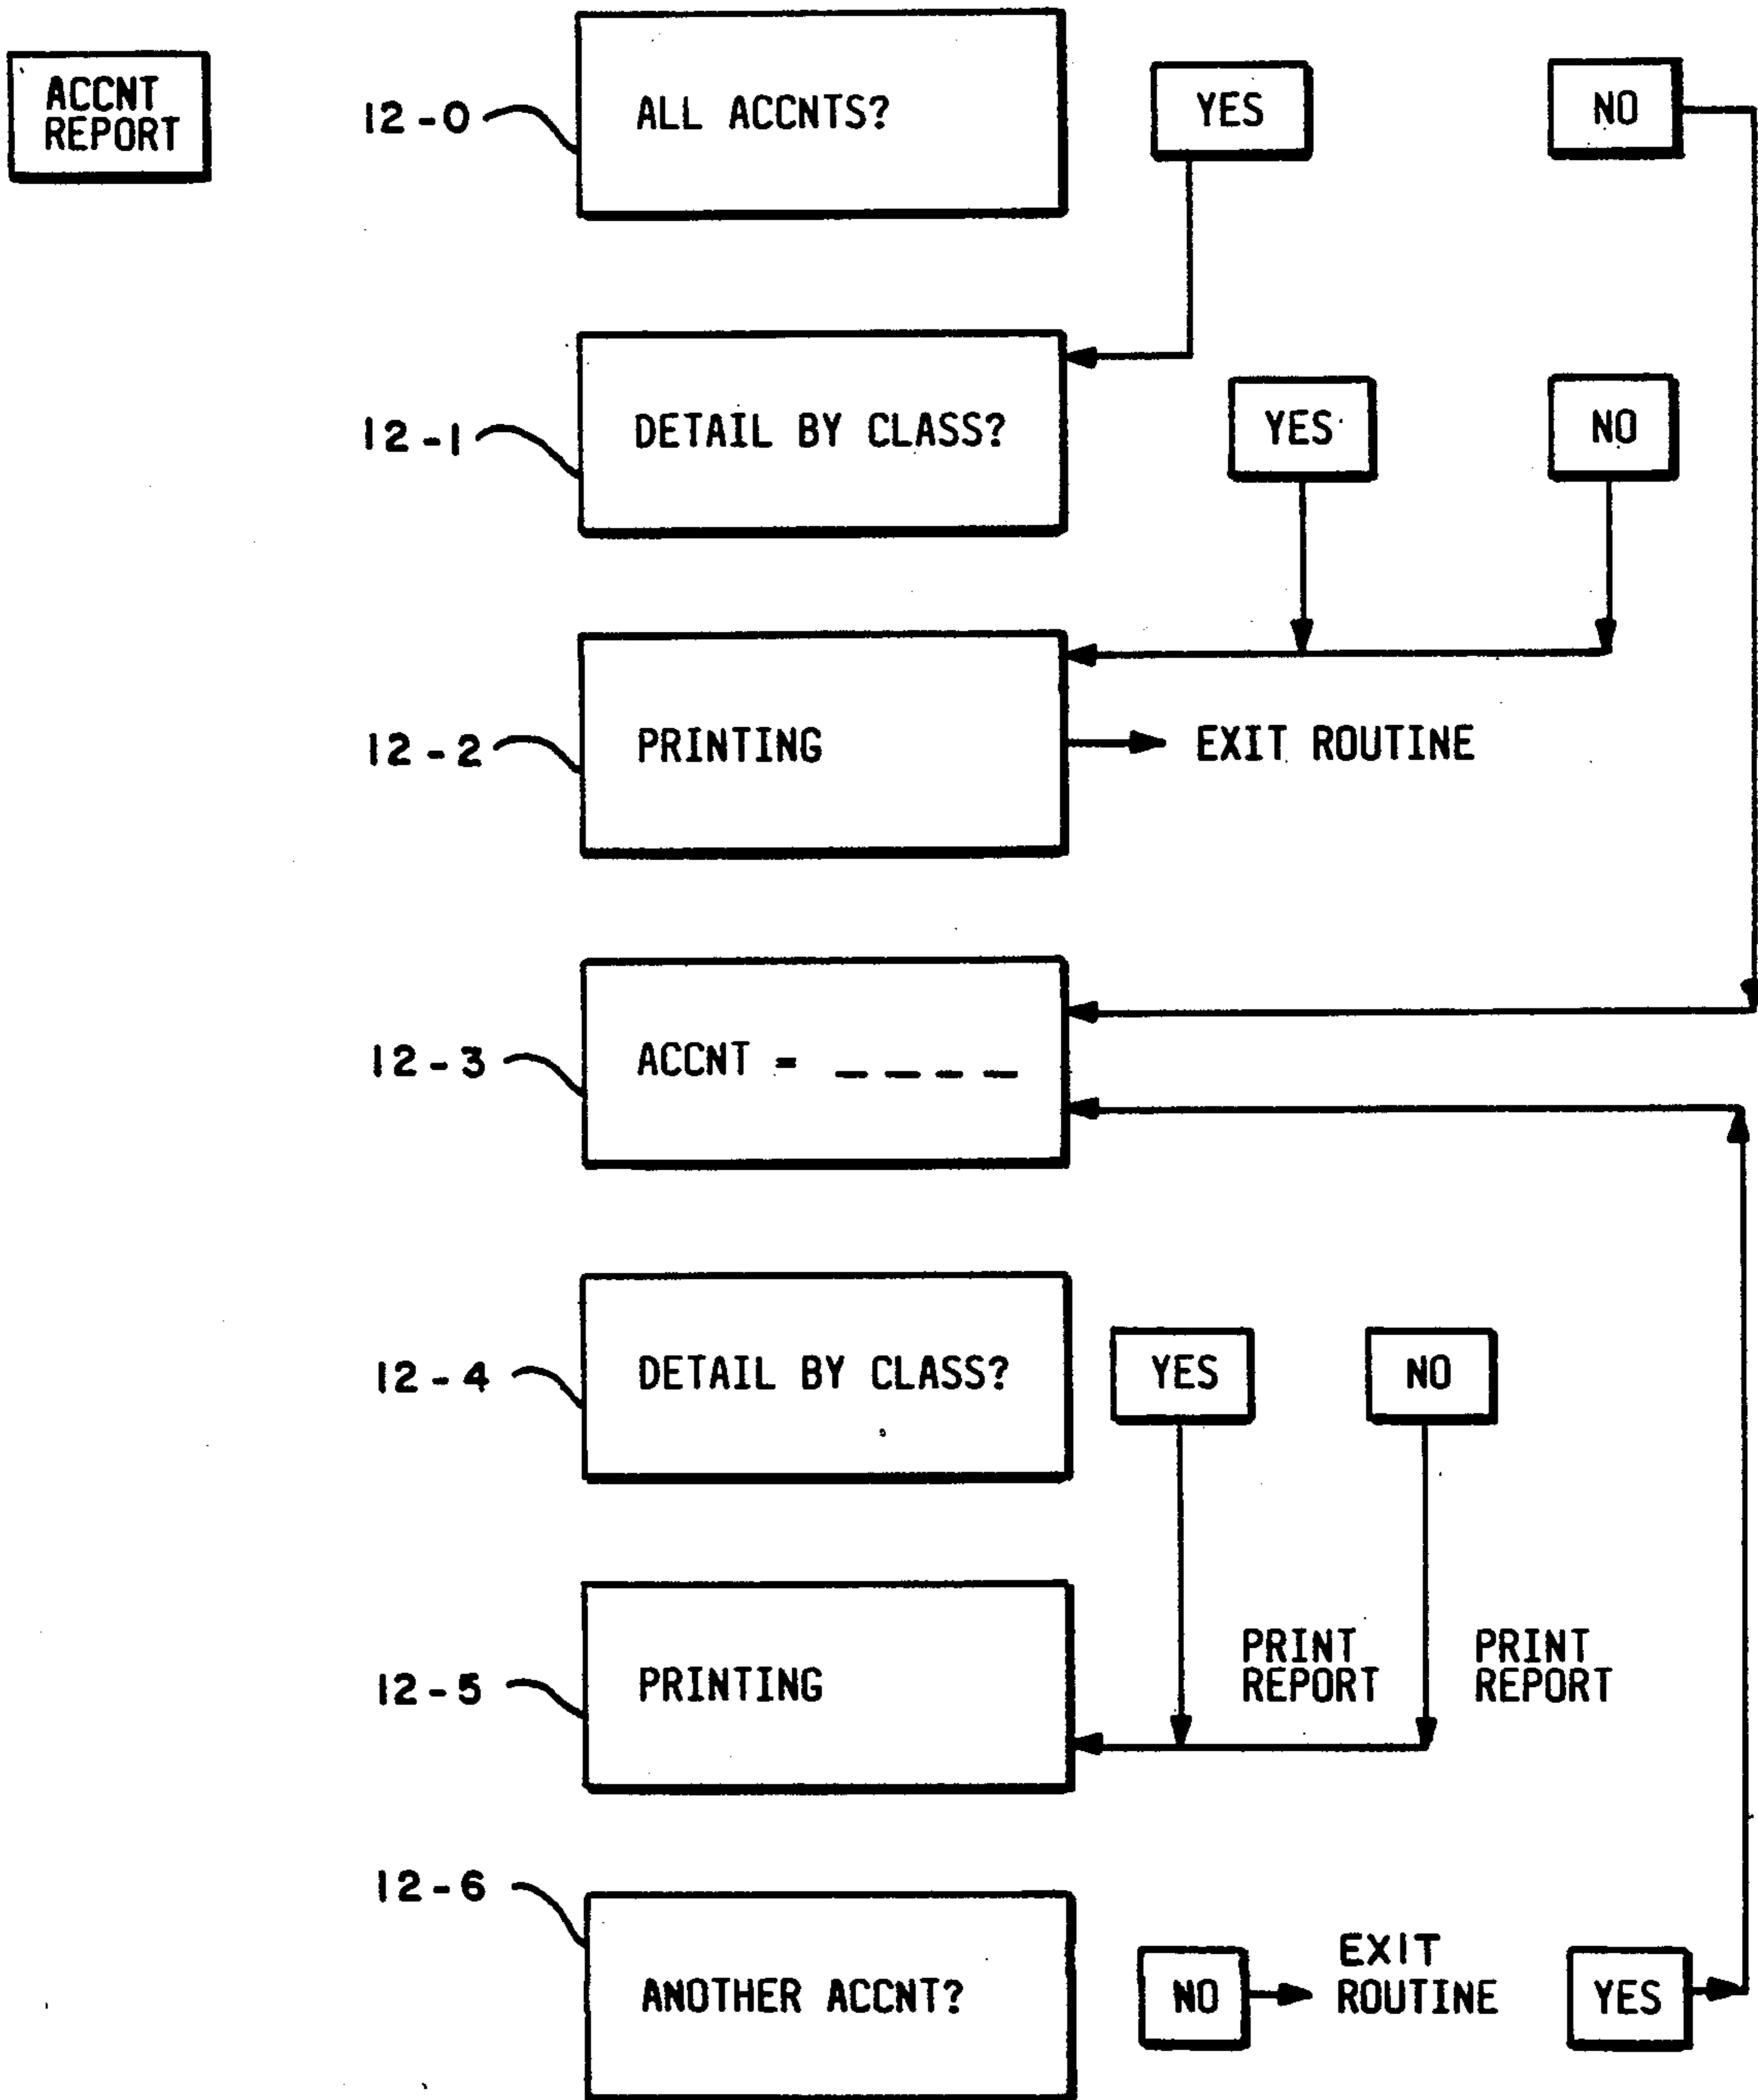 ACCNT
REPORT
12-0
ALL ACCNTS?
YES
NO
12-1
DETAIL BY CLASS?
YES
NO
12-2
PRINTING
EXIT ROUTINE
12-3
ACCNT = _ _ _ _
12-4
DETAIL BY CLASS?
YES
NO
12-5
PRINTING
PRINT
REPORT
PRINT
REPORT
12-6
ANOTHER ACCNT?
NO
EXIT
ROUTINE
YES